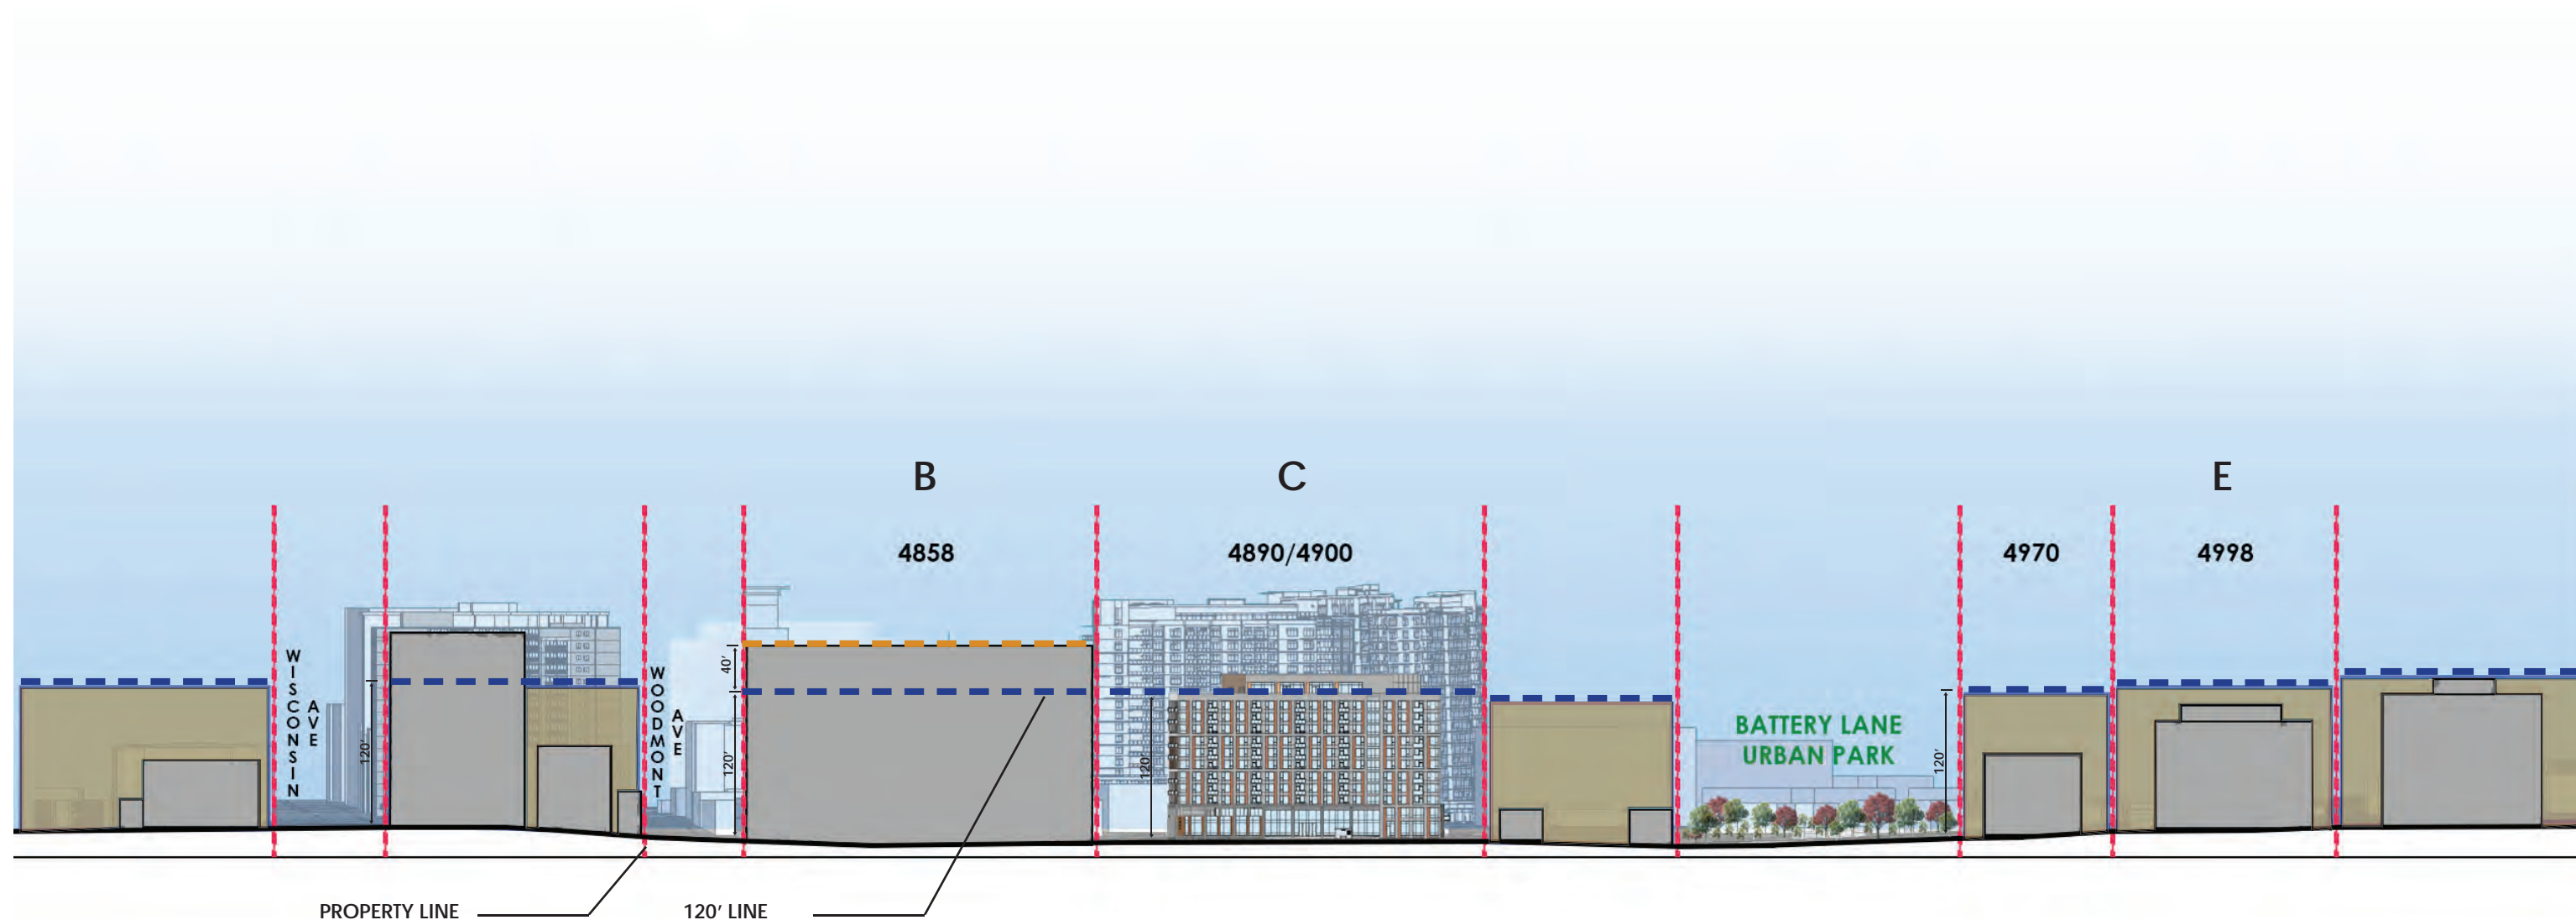 B
C
E
4858
4890/4900
4970
4998
WISCONSIN
AVE
WOODMONT
AVE
40'
120'
120'
120'
120'
BATTERY LANE
URBAN PARK
PROPERTY LINE
120' LINE